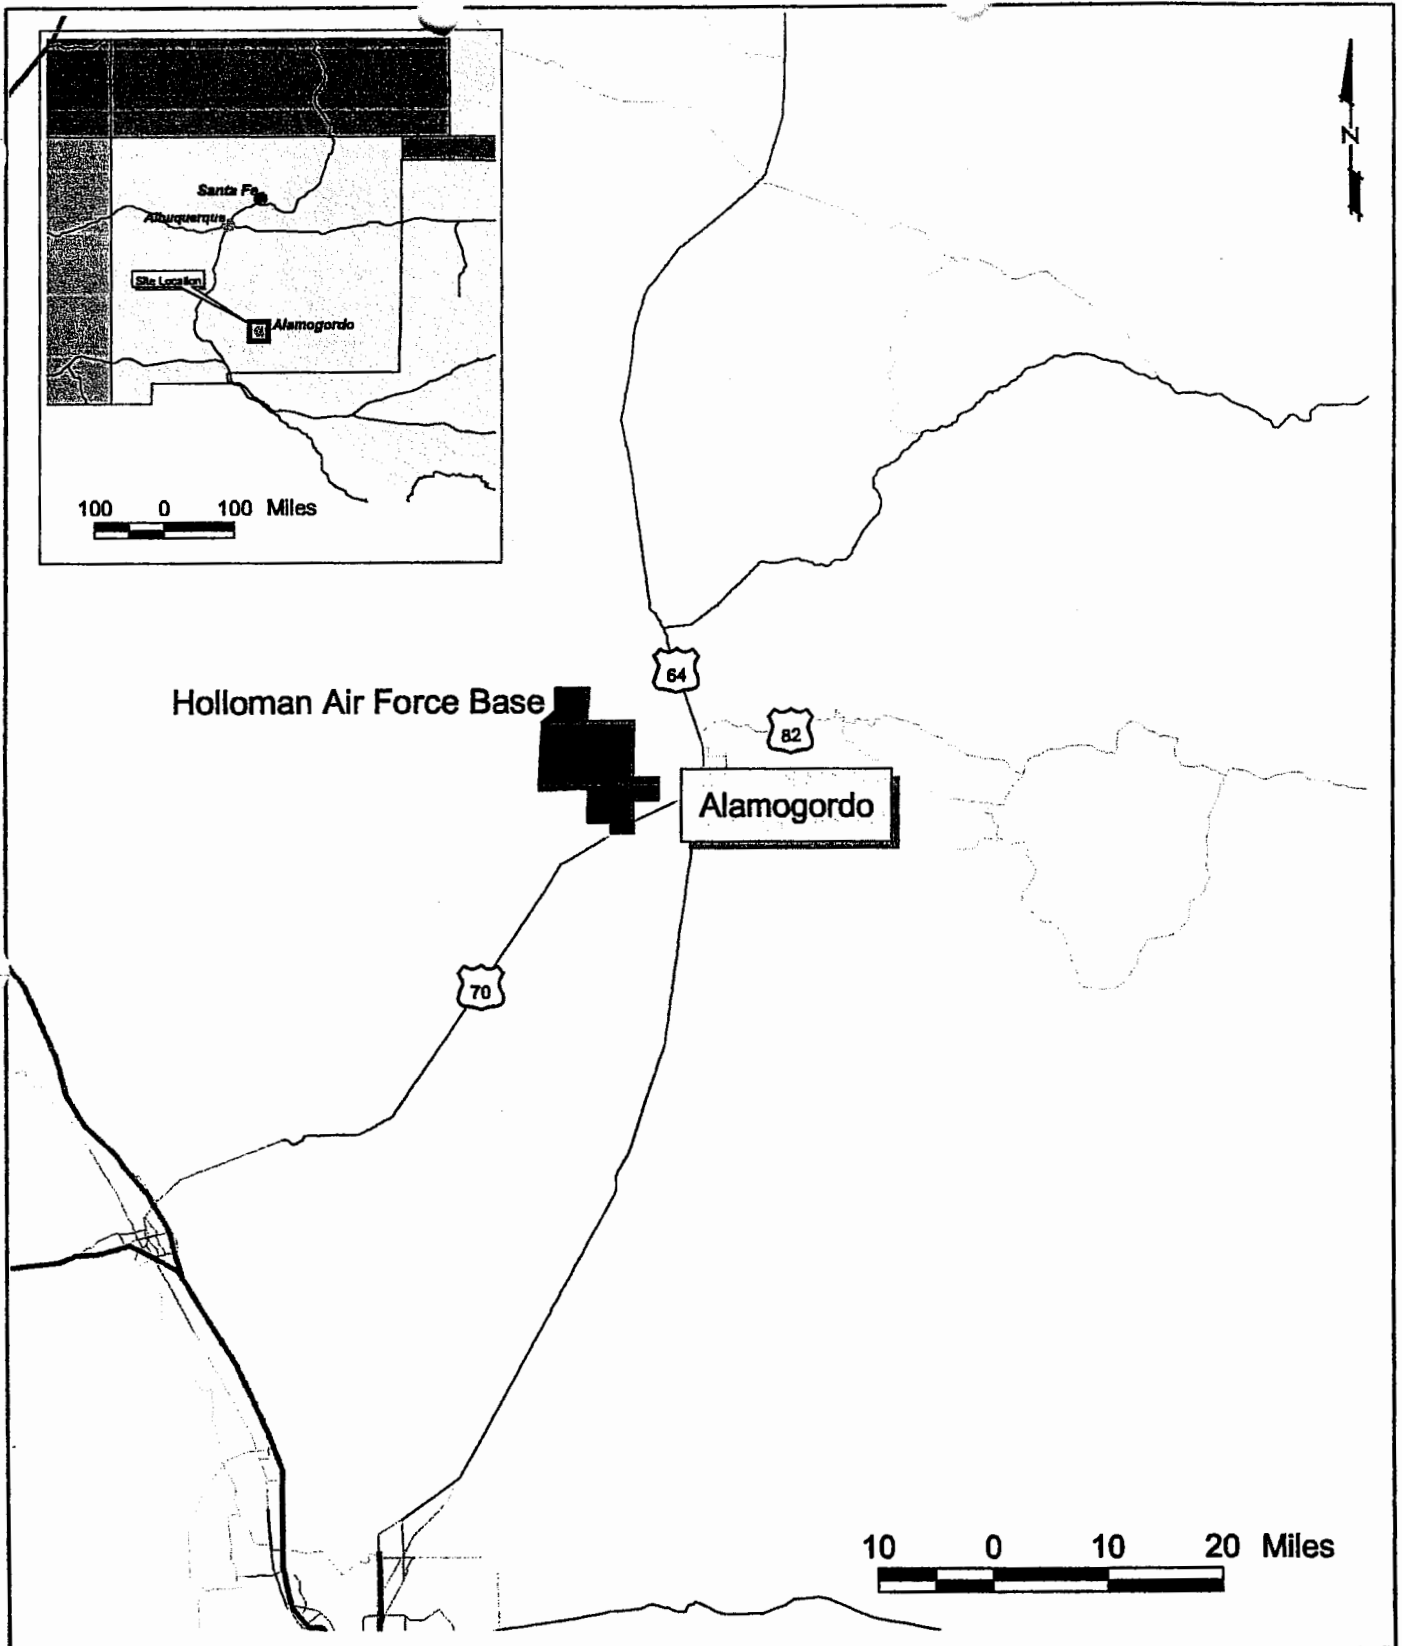 N
Santa Fe
Albuquerque
Site Location
Alamogordo
100 0 100 Miles
64
Holloman Air Force Base
82
Alamogordo
70
10 0 10 20 Miles